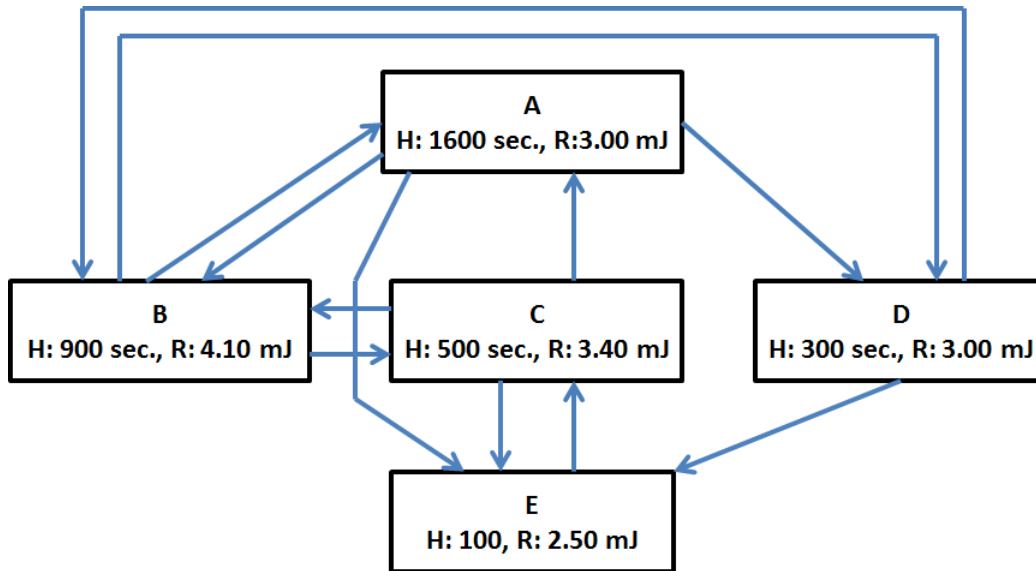 A
H: 1600 sec., R:3.00 mJ
B
H: 900 sec., R: 4.10 mJ
C
H: 500 sec., R: 3.40 mJ
D
H: 300 sec., R: 3.00 mJ
E
H: 100, R: 2.50 mJ